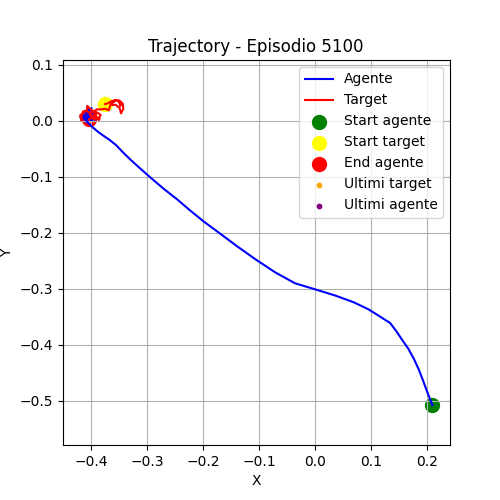 Trajectory - Episodio 5100
Agente
Target
Start agente
Start target
End agente
Ultimi target
Ultimi agente
0.1
0.0
−0.1
−0.2
−0.3
−0.4
−0.5
Y
−0.4 −0.3 −0.2 −0.1 0.0 0.1 0.2
X